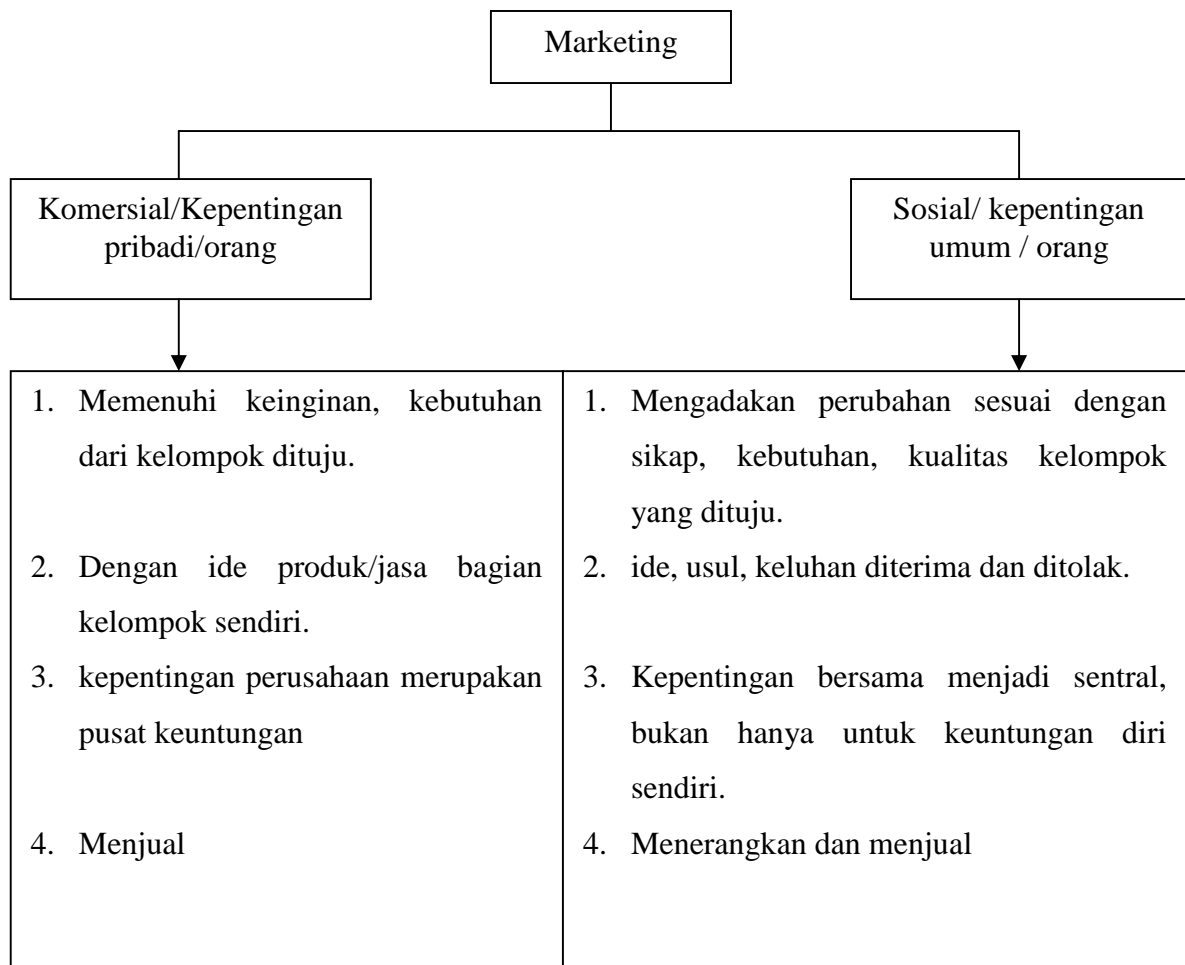 Marketing
Komersial/Kepentingan
pribadi/orang
Sosial/ kepentingan
umum / orang
1. Memenuhi keinginan, kebutuhan
dari kelompok dituju.
2. Dengan ide produk/jasa bagian
kelompok sendiri.
3. kepentingan perusahaan merupakan
pusat keuntungan
4. Menjual
1. Mengadakan perubahan sesuai dengan
sikap, kebutuhan, kualitas kelompok
yang dituju.
2. ide, usul, keluhan diterima dan ditolak.
3. Kepentingan bersama menjadi sentral,
bukan hanya untuk keuntungan diri
sendiri.
4. Menerangkan dan menjual